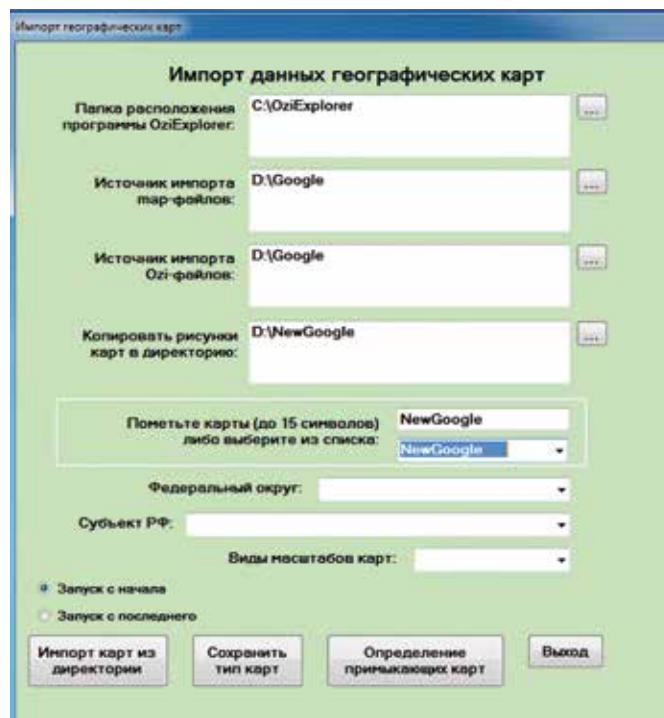 Импорт географических карт
Импорт данных географических карт
Папка расположения
программы OziExplorer:
C:\OziExplorer
...
Источник импорта
map-файлов:
D:\Google
...
Источник импорта
Ozi-файлов:
D:\Google
...
Копировать рисунки
карт в директорию:
D:\NewGoogle
...
Пометьте карты (до 15 символов)
либо выберите из списка:
NewGoogle
NewGoogle
Федеральный округ:
Субъект РФ:
Виды масштабов карт:
Запуск с начала
Запуск с последнего
Импорт карт из
директории
Сохранить
тип карт
Определение
примыкающих карт
Выход